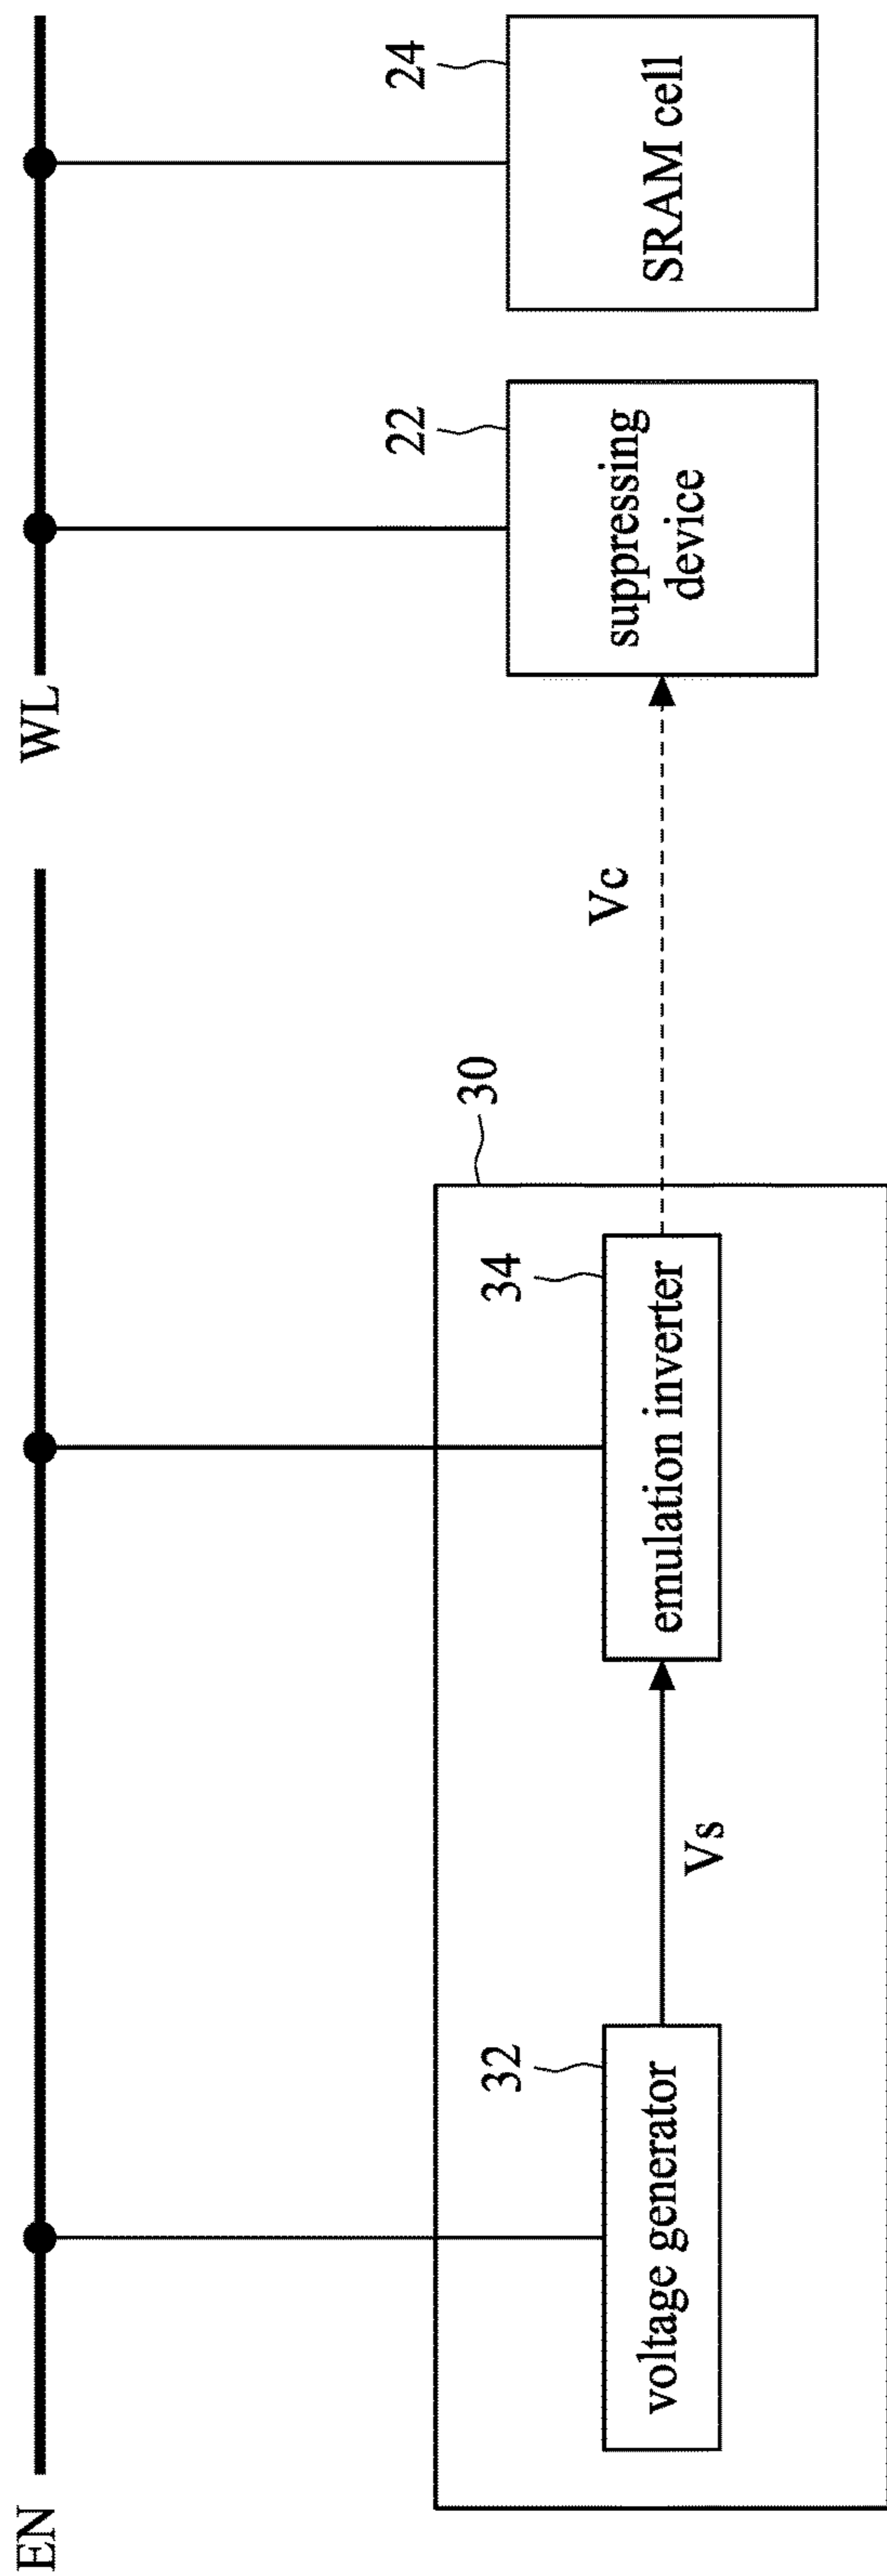 EN
WL
30
32
34
22
24
voltage generator
Vs
emulation inverter
Vc
suppressing
device
SRAM cell